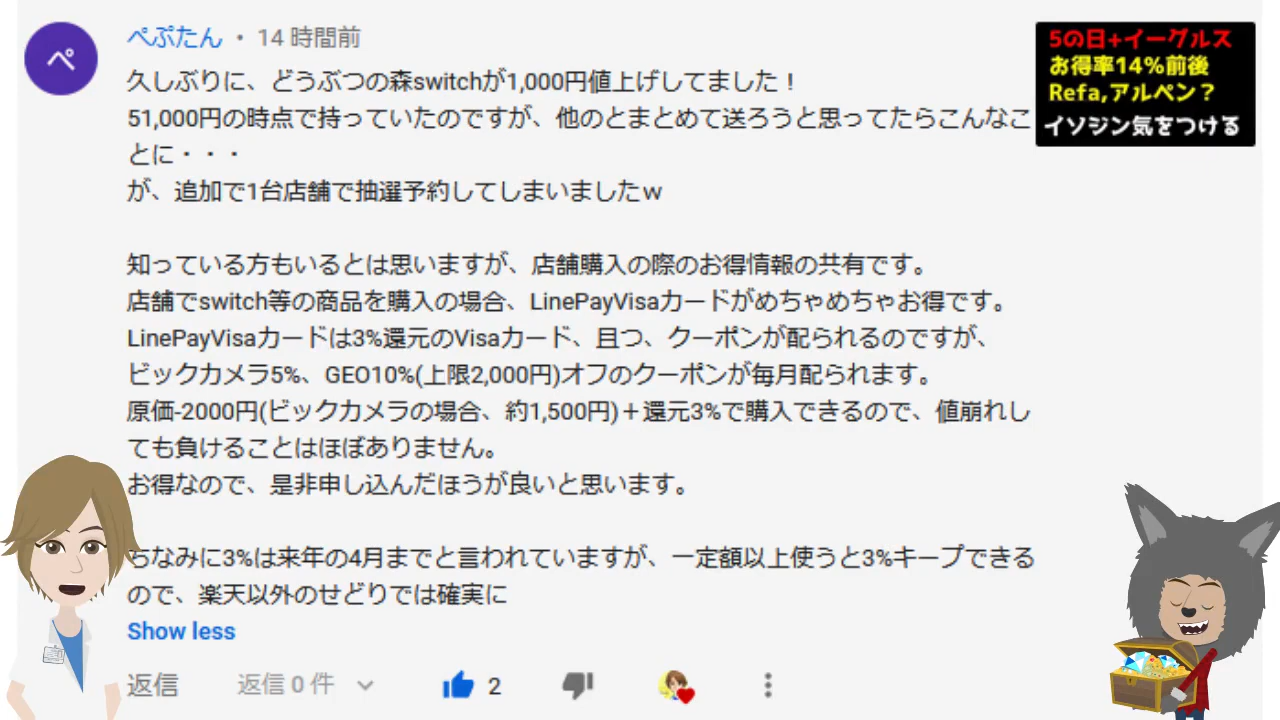 ぺ
ぺぷたん • 14 時間前
久しぶりに、どうぶつの森switchが1,000円値上げしてました！
51,000円の時点で持っていたのですが、他のとまとめて送ろうと思ってたらこんなこ
とに・・・
が、追加で1台店舗で抽選予約してしまいましたｗ
知っている方もいるとは思いますが、店舗購入の際のお得情報の共有です。
店舗でswitch等の商品を購入の場合、LinePayVisaカードがめちゃめちゃお得です。
LinePayVisaカードは3%還元のVisaカード、且つ、クーポンが配られるのですが、
ビックカメラ5%、GEO10%(上限2,000円)オフのクーポンが毎月配られます。
原価-2000円(ビックカメラの場合、約1,500円)＋還元3%で購入できるので、値崩れし
ても負けることはほぼありません。
お得なので、是非申し込んだほうが良いと思います。
ちなみに3%は来年の4月までと言われていますが、一定額以上使うと3%キープできる
ので、楽天以外のせどりでは確実に
Show less
返信 返信 0 件 2
5の日+イーグルス
お得率14%前後
Refa,アルペン？
イソジン気をつける